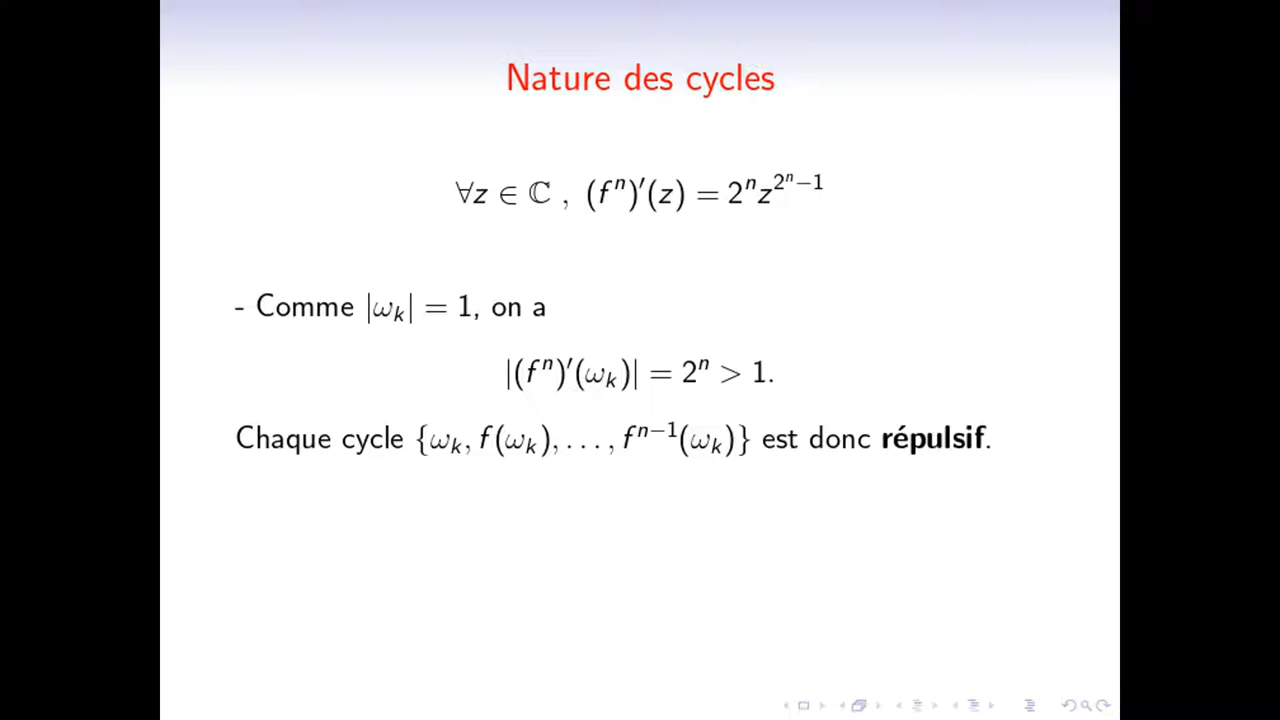 Nature des cycles
∀z ∈ ℂ , (fⁿ)′(z) = 2ⁿz^{2ⁿ−1}
- Comme |ωₖ| = 1, on a
|(fⁿ)′(ωₖ)| = 2ⁿ > 1.
Chaque cycle {ωₖ, f(ωₖ), . . . , fⁿ⁻¹(ωₖ)} est donc répulsif.